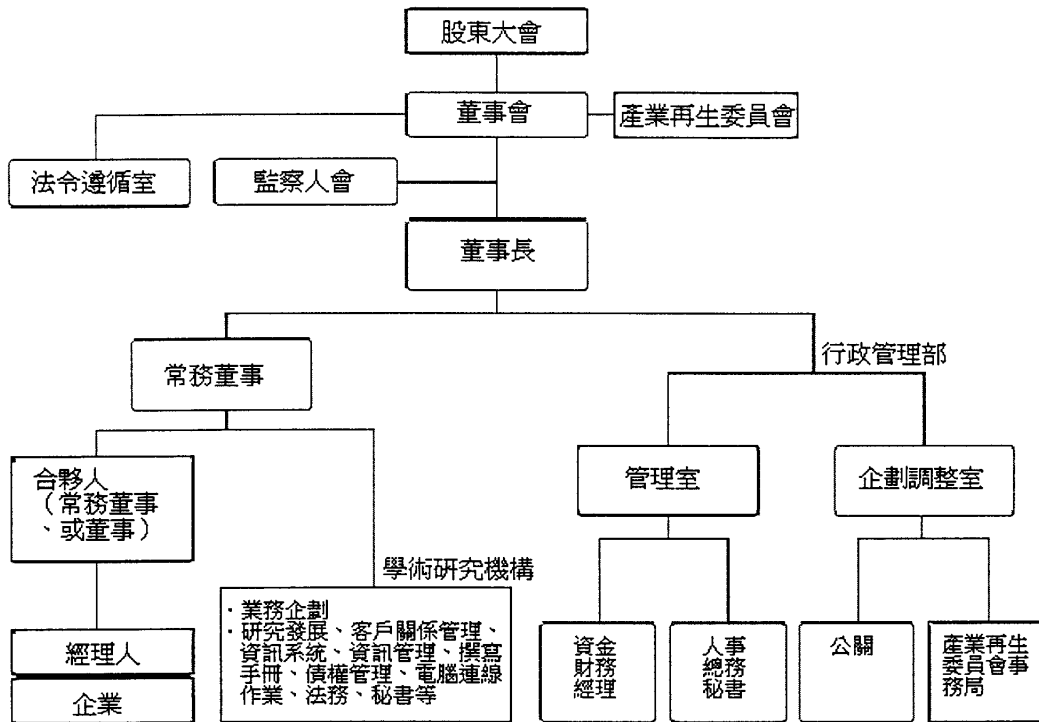 股東大會
董事會
產業再生委員會
法令遵循室
監察人會
董事長
行政管理部
常務董事
管理室
企劃調整室
合夥人
（常務董事
、或董事）
學術研究機構
・業務企劃
・研究發展、客戶關係管理、
資訊系統、資訊管理、撰寫
手冊、債權管理、電腦連線
作業、法務、秘書等
經理人
企業
資金
財務
經理
人事
總務
秘書
公關
產業再生
委員會事
務局